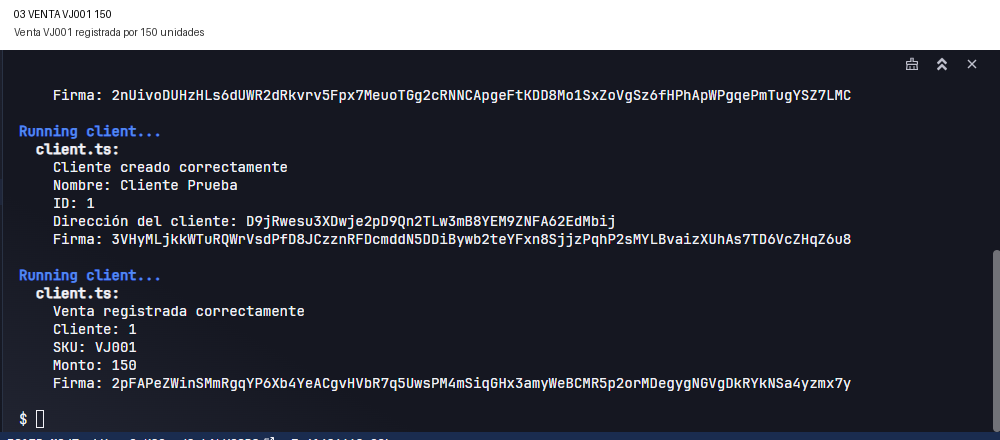 03 VENTA VJ001 150
Venta VJ001 registrada por 150 unidades
Firma: 2nUivoDUHzHLs6dUWR2dRkvrv5Fpx7MeuoTGg2cRNNCApgeFtKDD8Mo1SxZoVgSz6fHPhApWPgqePmTugYSZ7LMC
Running client...
client.ts:
Cliente creado correctamente
Nombre: Cliente Prueba
ID: 1
Dirección del cliente: D9jRwesu3XDwje2pD9Qn2TLw3mB8YEM9ZNFA62EdMbij
Firma: 3VHyMLjkkWTuRQWrVsdPfD8JCzznRFDcmddN5DDiBywb2teYFxn8SjjzPqhP2sMYLBvaizXUhAs7TD6VcZHqZ6u8
Running client...
client.ts:
Venta registrada correctamente
Cliente: 1
SKU: VJ001
Monto: 150
Firma: 2pFAPeZWinSMmRgqYP6Xb4YeACgvHVbR7q5UwsPM4mSiqGHx3amyWeBCMR5p2orMDegygNGVgDkRYkNSa4yzmx7y
$